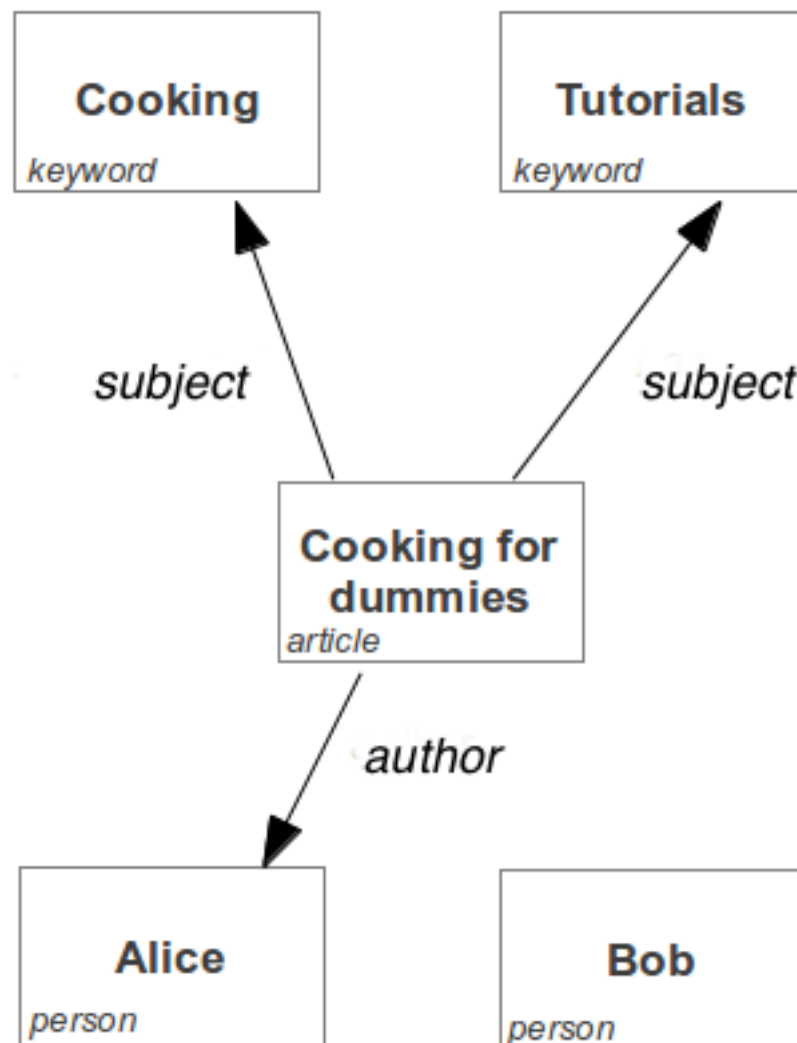 Cooking
keyword
Tutorials
keyword
subject
subject
Cooking for
dummies
article
author
Alice
person
Bob
person